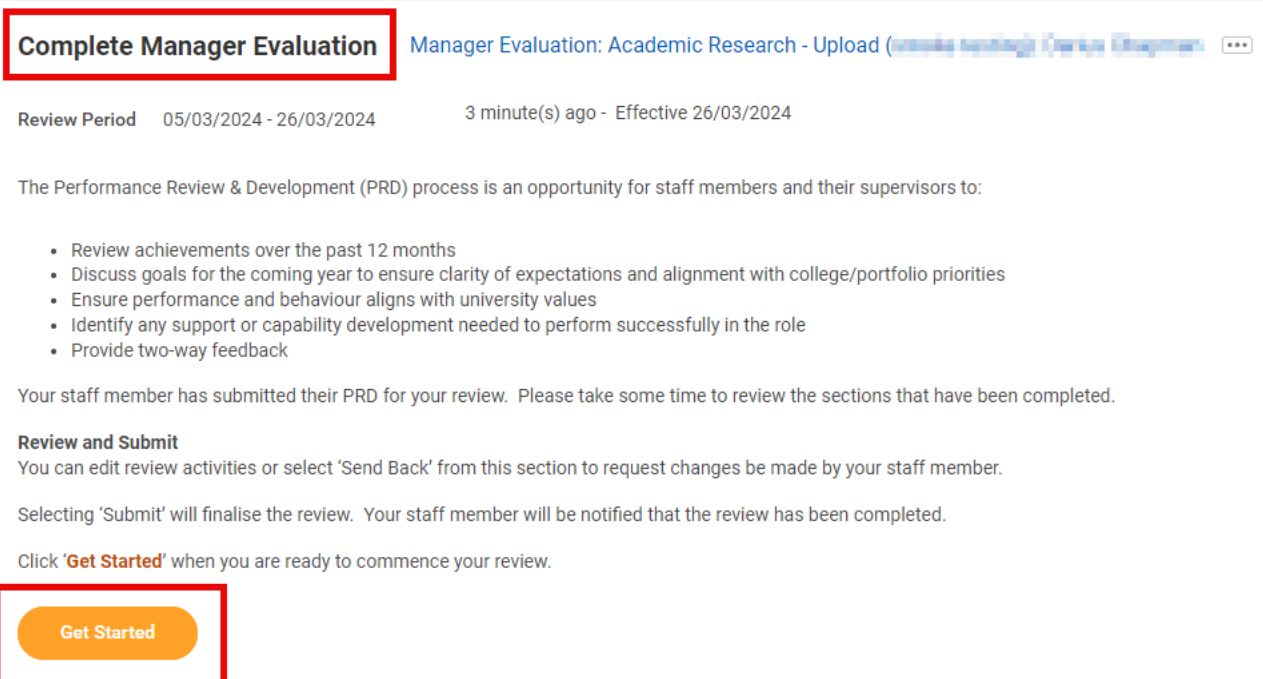 Complete Manager Evaluation Manager Evaluation: Academic Research - Upload (
Review Period 05/03/2024 - 26/03/2024 3 minute(s) ago - Effective 26/03/2024
The Performance Review & Development (PRD) process is an opportunity for staff members and their supervisors to:
• Review achievements over the past 12 months
• Discuss goals for the coming year to ensure clarity of expectations and alignment with college/portfolio priorities
• Ensure performance and behaviour aligns with university values
• Identify any support or capability development needed to perform successfully in the role
• Provide two-way feedback
Your staff member has submitted their PRD for your review. Please take some time to review the sections that have been completed.
Review and Submit
You can edit review activities or select ‘Send Back’ from this section to request changes be made by your staff member.
Selecting ‘Submit’ will finalise the review. Your staff member will be notified that the review has been completed.
Click ‘Get Started’ when you are ready to commence your review.
Get Started